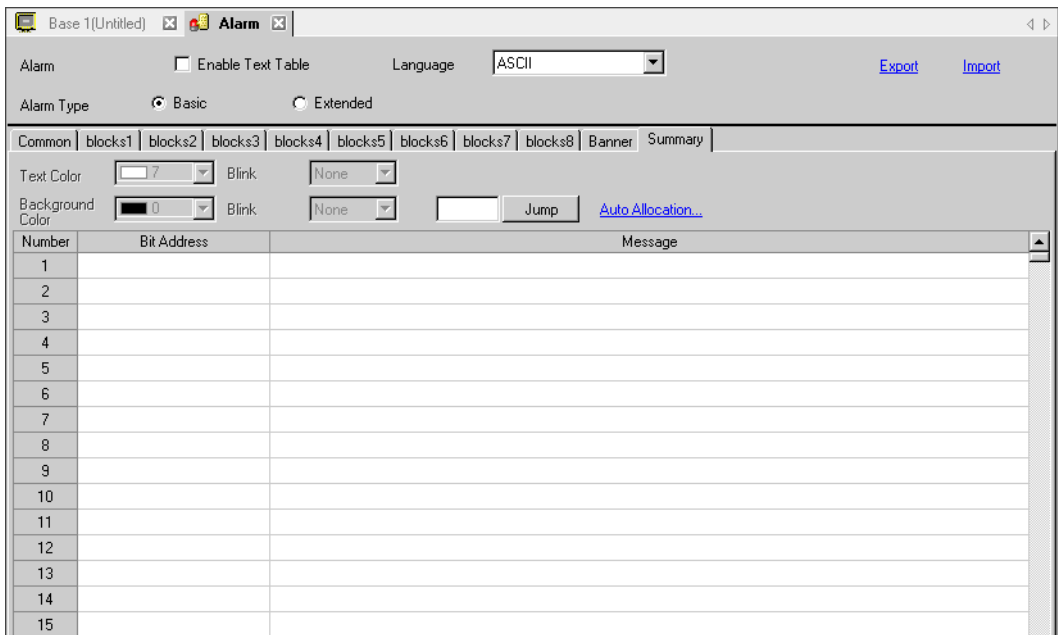 Base 1(Untitled) Alarm
Alarm Enable Text Table Language ASCII Export Import
Alarm Type Basic Extended
Common blocks1 blocks2 blocks3 blocks4 blocks5 blocks6 blocks7 blocks8 Banner Summary
Text Color 7 Blink None
Background Color 0 Blink None Jump Auto Allocation...
Number Bit Address Message
1
2
3
4
5
6
7
8
9
10
11
12
13
14
15